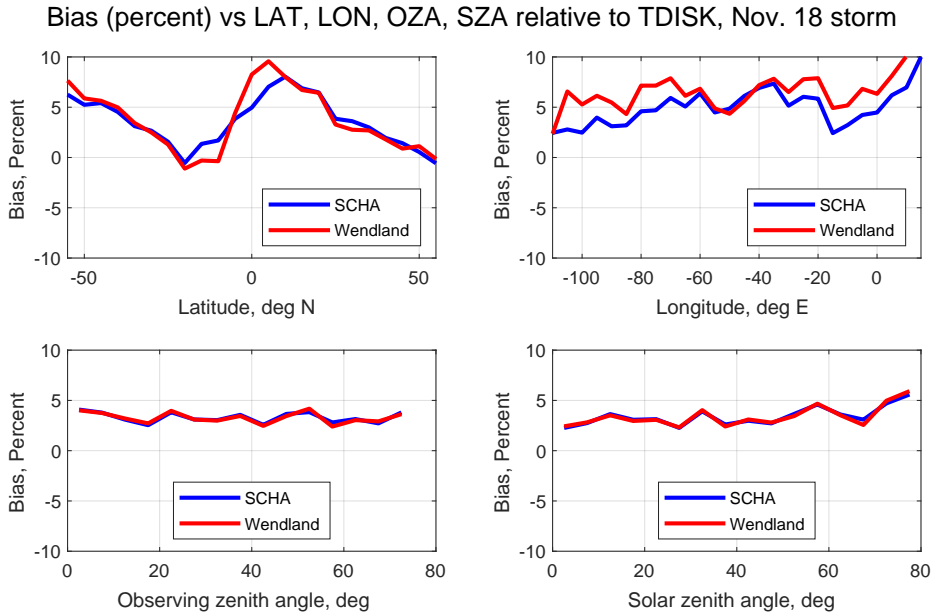 Bias (percent) vs LAT, LON, OZA, SZA relative to TDISK, Nov. 18 storm
10
5
0
-5
-10
Bias, Percent
-50
0
50
Latitude, deg N
SCHA
Wendland
10
5
0
-5
-10
Bias, Percent
-100
-80
-60
-40
-20
0
Longitude, deg E
SCHA
Wendland
10
5
0
-5
-10
Bias, Percent
0
20
40
60
80
Observing zenith angle, deg
SCHA
Wendland
10
5
0
-5
-10
Bias, Percent
0
20
40
60
80
Solar zenith angle, deg
SCHA
Wendland